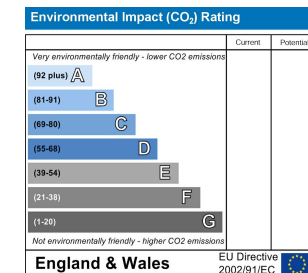 Environmental Impact (CO₂) Rating
Current Potential
Very environmentally friendly - lower CO2 emissions
(92 plus) A
(81-91) B
(69-80) C
(55-68) D
(39-54) E
(21-38) F
(1-20) G
Not environmentally friendly - higher CO2 emissions
England & Wales
EU Directive
2002/91/EC